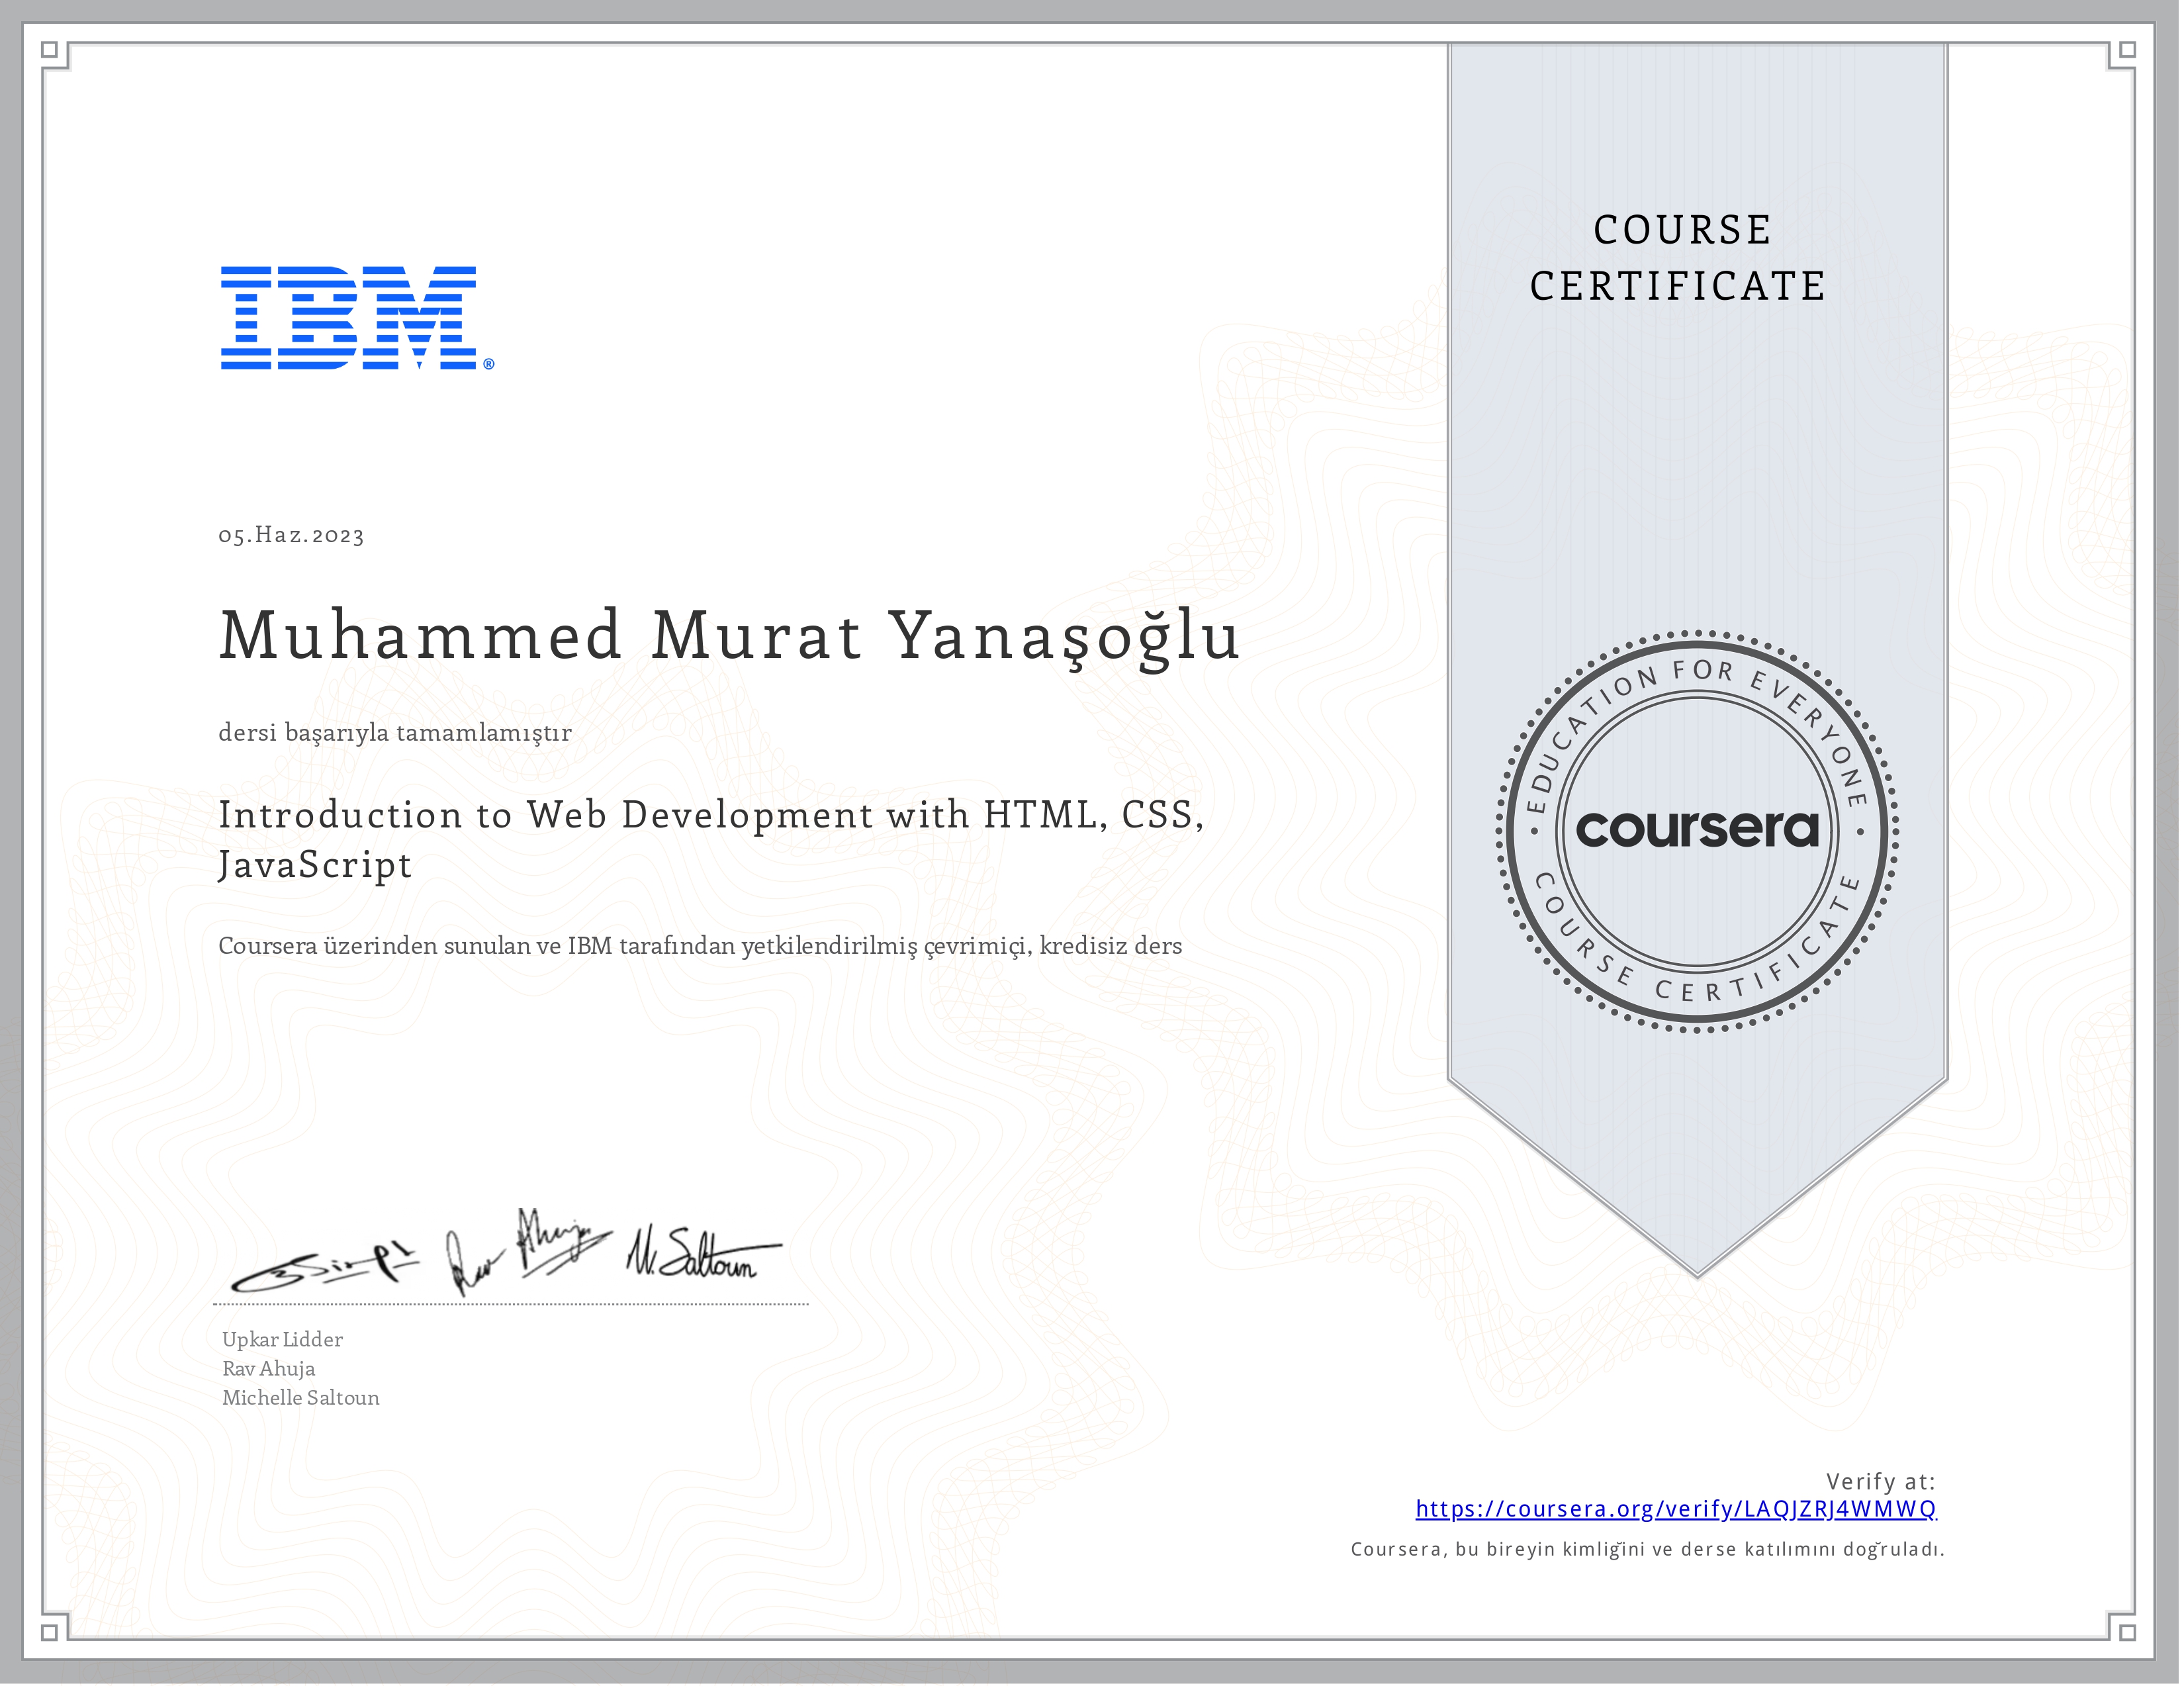 COURSE
CERTIFICATE
IBM®
05.Haz.2023
Muhammed Murat Yanaşoğlu
dersi başarıyla tamamlamıştır
Introduction to Web Development with HTML, CSS,
JavaScript
Coursera üzerinden sunulan ve IBM tarafından yetkilendirilmiş çevrimiçi, kredisiz ders
• EDUCATION FOR EVERYONE •
coursera
COURSE CERTIFICATE
Rav Ahuja M. Saltoun
Upkar Lidder
Rav Ahuja
Michelle Saltoun
Verify at:
https://coursera.org/verify/LAQJZRJ4WMWQ
Coursera, bu bireyin kimliğini ve derse katılımını doğruladı.